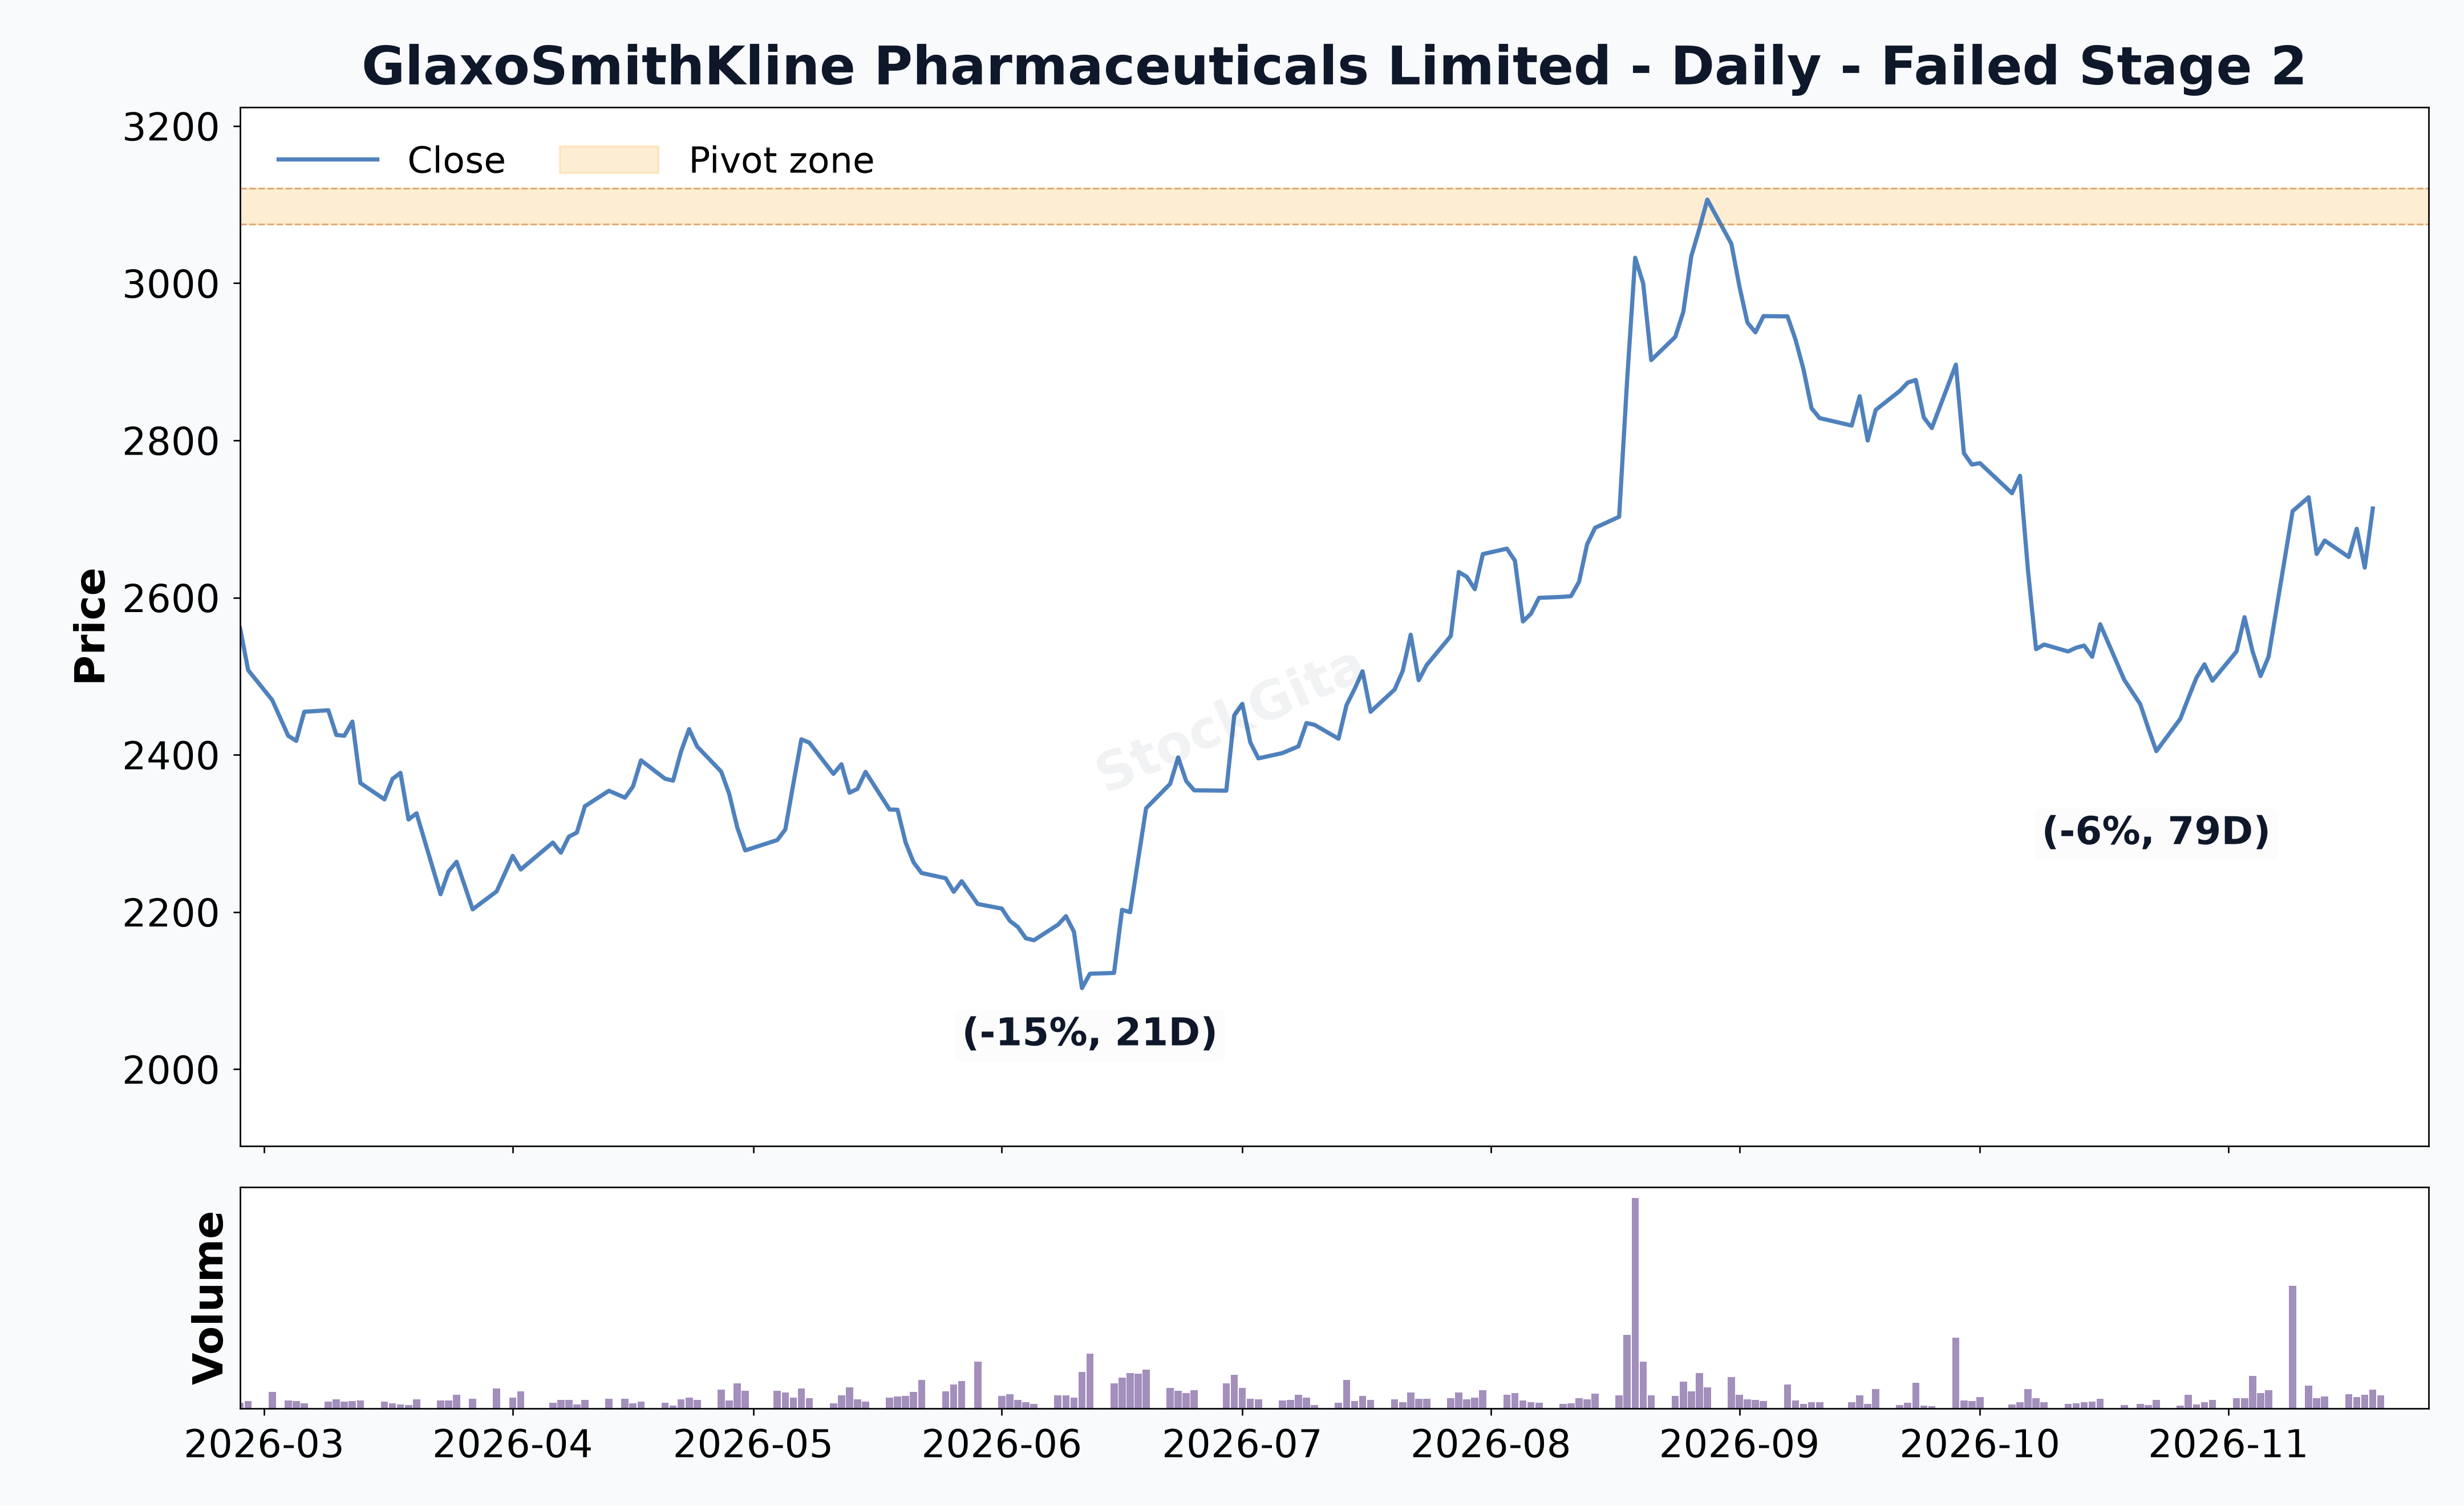 GlaxoSmithKline Pharmaceuticals Limited - Daily - Failed Stage 2
Close
Pivot zone
3200
3000
2800
2600
2400
2200
2000
Price
StockGita
(-15%, 21D)
(-6%, 79D)
Volume
2026-03
2026-04
2026-05
2026-06
2026-07
2026-08
2026-09
2026-10
2026-11